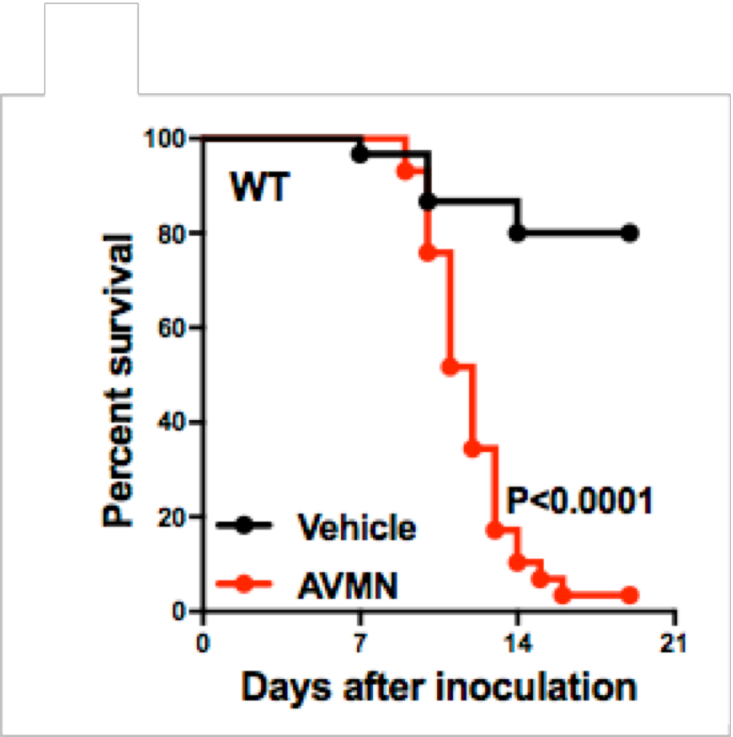 100
WT
80
Percent survival
60
40
P<0.0001
20
Vehicle
AVMN
0
0 7 14 21
Days after inoculation